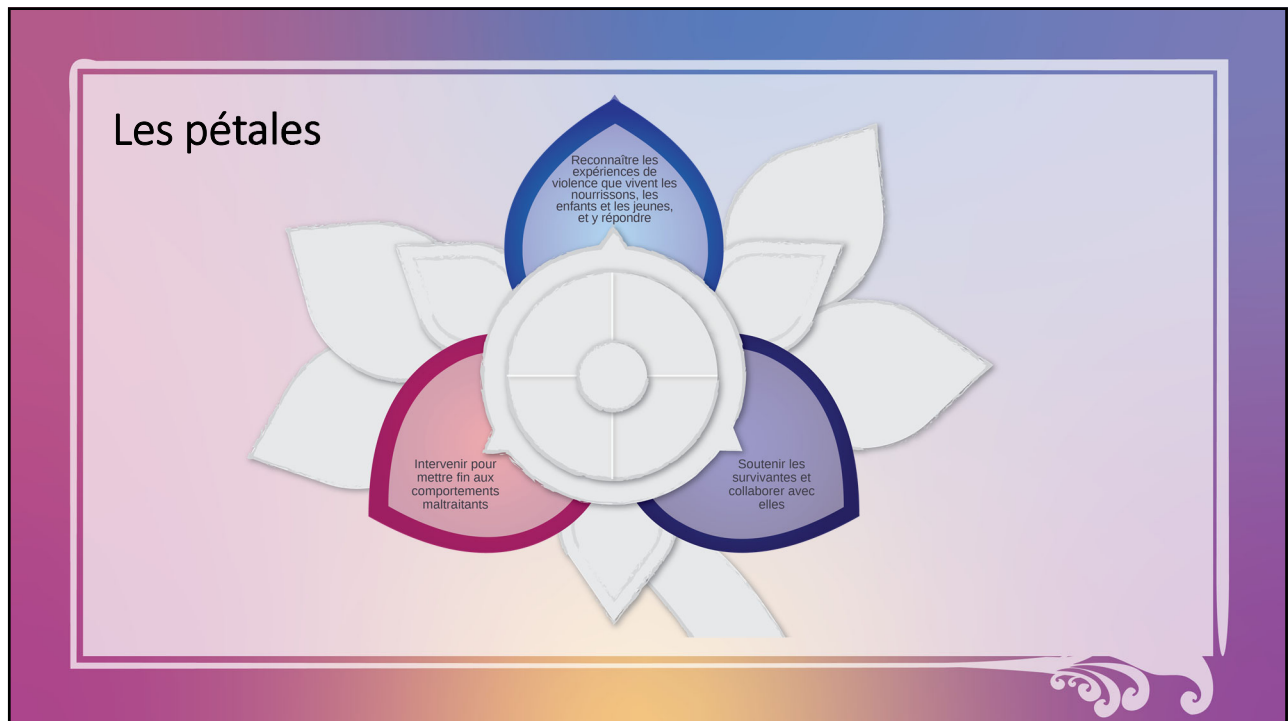 Les pétales
Reconnaître les
expériences de
violence que vivent les
nourrissons, les
enfants et les jeunes,
et y répondre
Intervenir pour
mettre fin aux
comportements
maltraitants
Soutenir les
survivantes et
collaborer avec
elles